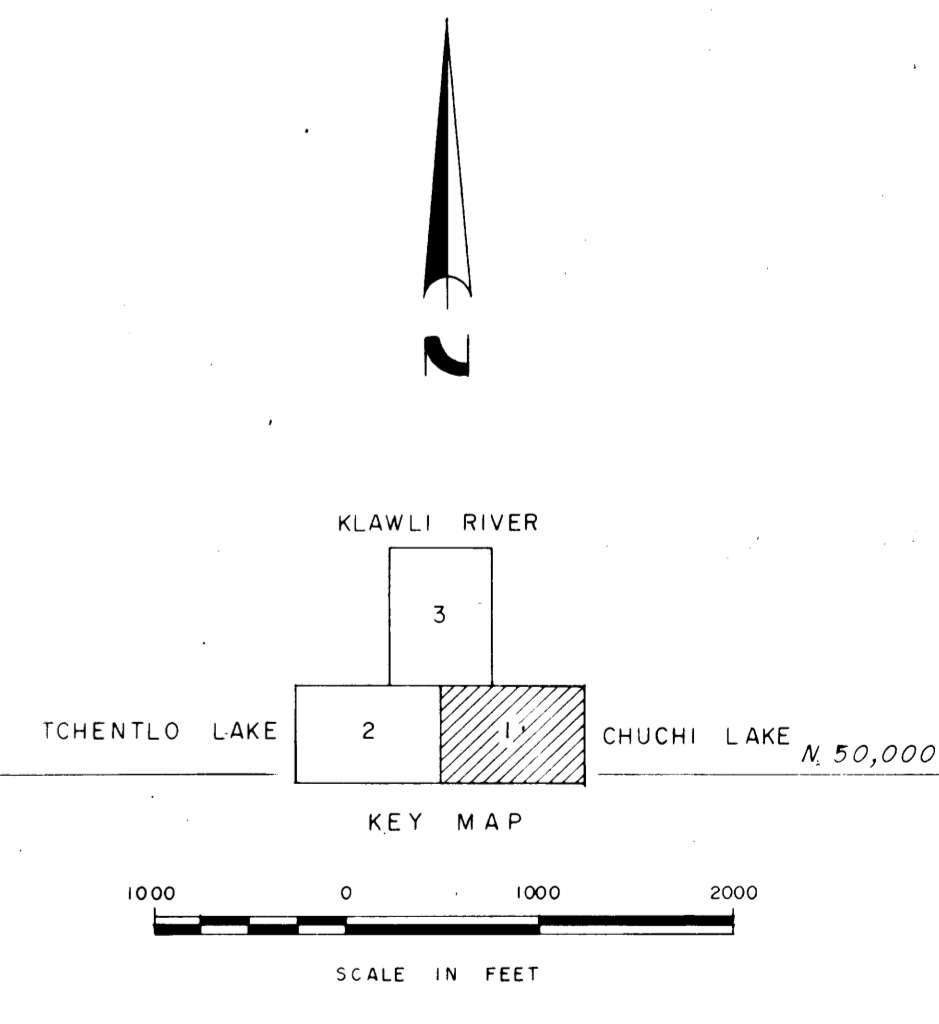 KLAWLI RIVER
3
TCHENTLO LAKE 2 1 CHUCHI LAKE
N. 50,000
KEY MAP
1000 0 1000 2000
SCALE IN FEET